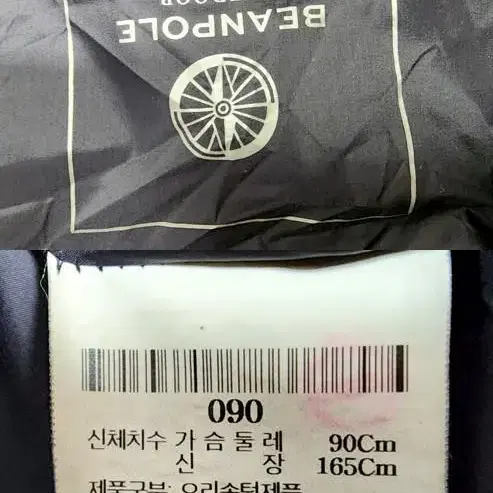 BEANPOLE
OUTDOOR
090
신체치수 가 슴 둘 레 90Cm
신 장 165Cm
제품구분: 오리솜털제품